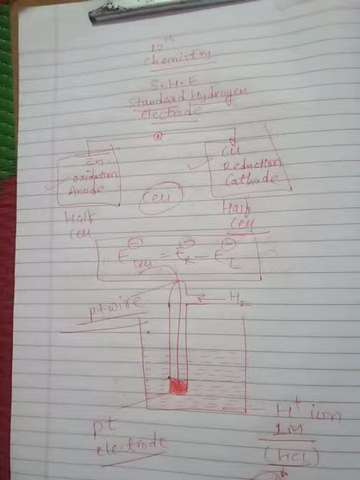 12th
Chemistry
S.H.E
Standard Hydrogen
electrode
Zn
oxidation
Anode
Cu
Reduction
Cathode
Cell
Half
Cell
Half
Cell
E⊖cell = E⊖R − E⊖L
pt wire
H2
H+ ion
1M
(HCl)
pt
electrode